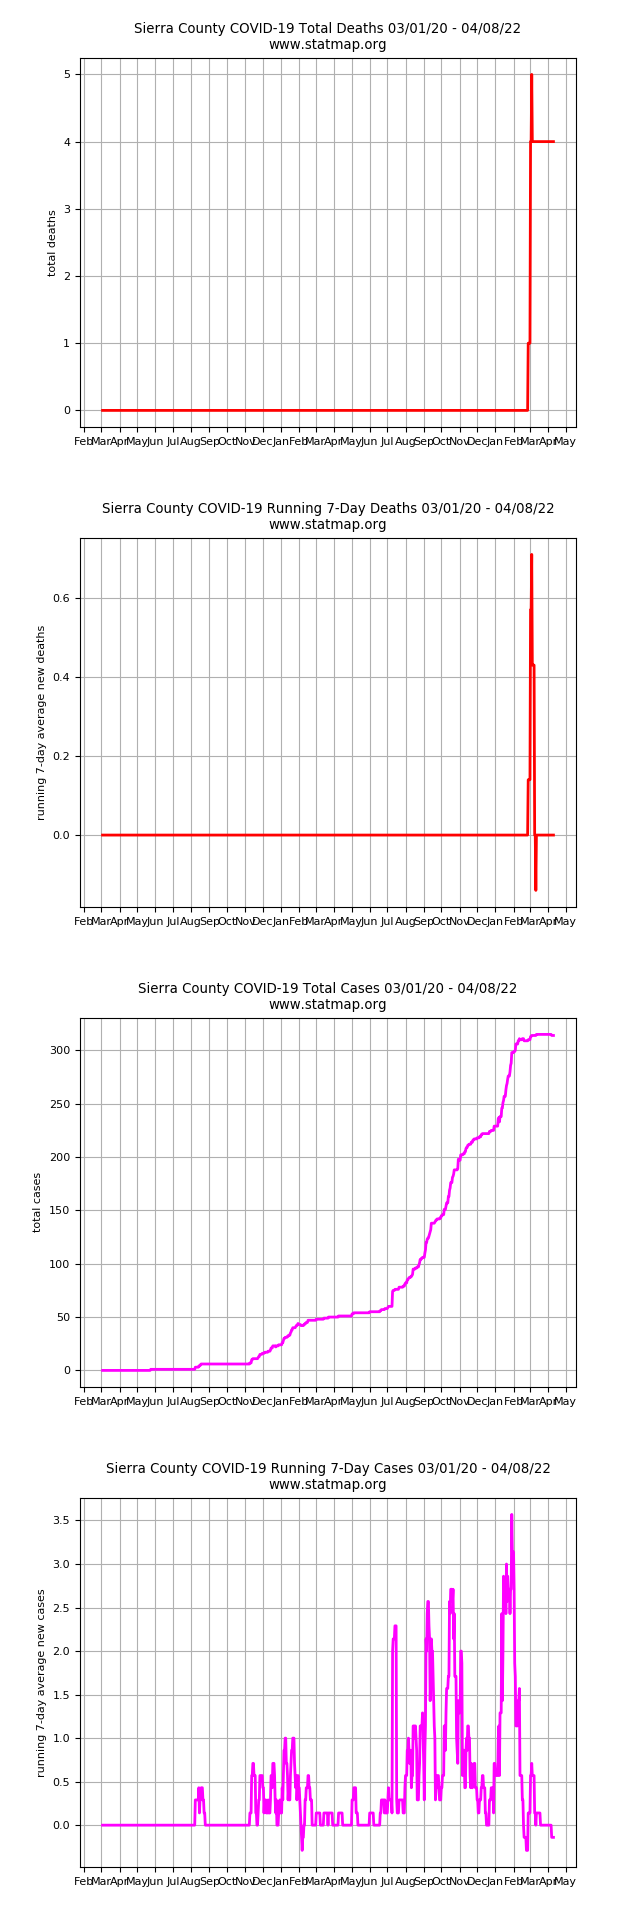 Sierra County COVID-19 Total Deaths 03/01/20 - 04/08/22
www.statmap.org
5
4
3
2
1
0
total deaths
Feb Mar Apr May Jun Jul Aug Sep Oct Nov Dec Jan Feb Mar Apr May Jun Jul Aug Sep Oct Nov Dec Jan Feb Mar Apr May
Sierra County COVID-19 Running 7-Day Deaths 03/01/20 - 04/08/22
www.statmap.org
0.6
0.4
0.2
0.0
running 7-day average new deaths
Feb Mar Apr May Jun Jul Aug Sep Oct Nov Dec Jan Feb Mar Apr May Jun Jul Aug Sep Oct Nov Dec Jan Feb Mar Apr May
Sierra County COVID-19 Total Cases 03/01/20 - 04/08/22
www.statmap.org
300
250
200
150
100
50
0
total cases
Feb Mar Apr May Jun Jul Aug Sep Oct Nov Dec Jan Feb Mar Apr May Jun Jul Aug Sep Oct Nov Dec Jan Feb Mar Apr May
Sierra County COVID-19 Running 7-Day Cases 03/01/20 - 04/08/22
www.statmap.org
3.5
3.0
2.5
2.0
1.5
1.0
0.5
0.0
running 7-day average new cases
Feb Mar Apr May Jun Jul Aug Sep Oct Nov Dec Jan Feb Mar Apr May Jun Jul Aug Sep Oct Nov Dec Jan Feb Mar Apr May